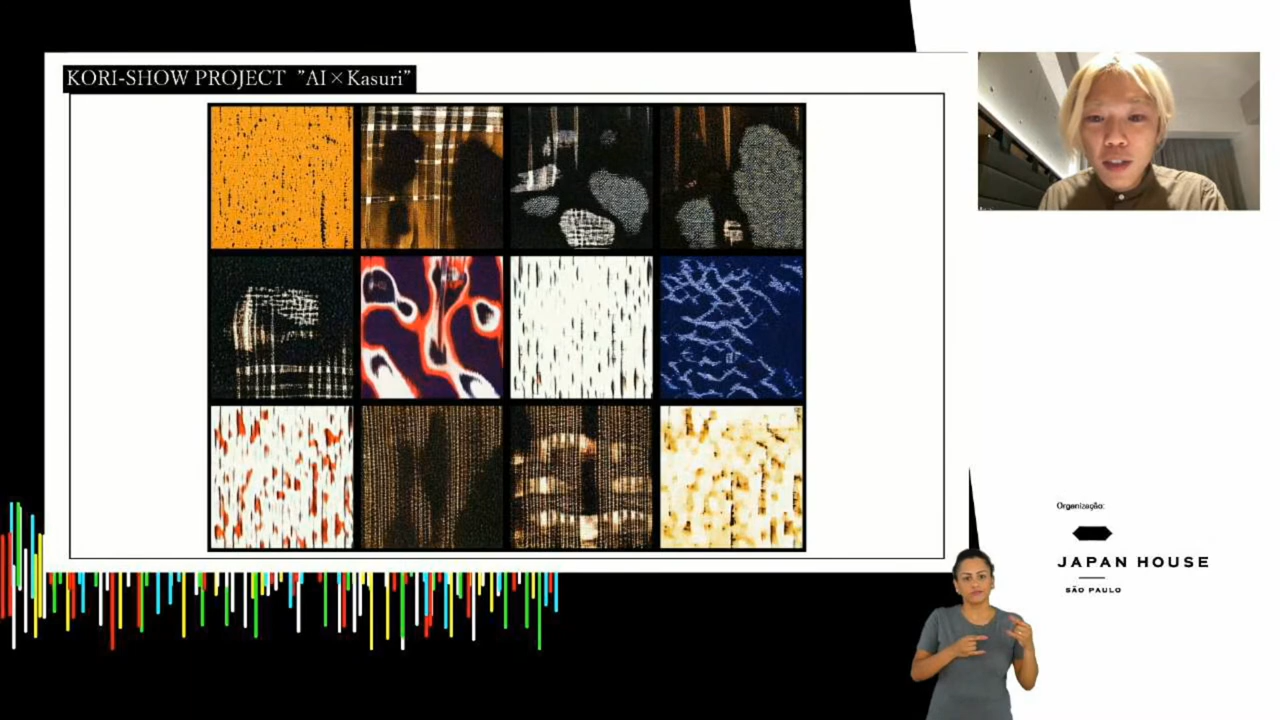 KORI-SHOW PROJECT ”AI×Kasuri”
Organização:
JAPAN HOUSE
SÃO PAULO